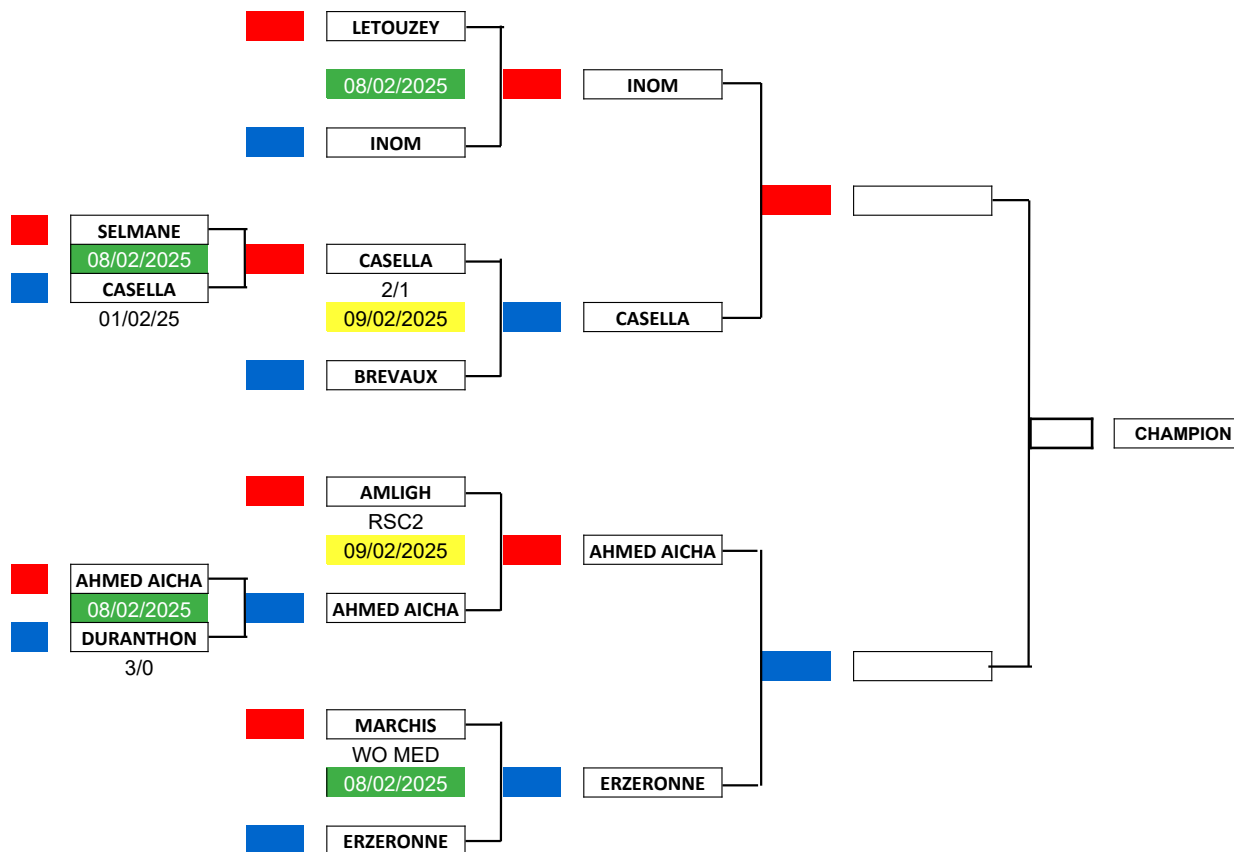 LETOUZEY
08/02/2025
INOM
INOM
SELMANE
08/02/2025
CASELLA
01/02/25
CASELLA
2/1
09/02/2025
CASELLA
BREVAUX
CHAMPION
AMLIGH
RSC2
09/02/2025
AHMED AICHA
AHMED AICHA
08/02/2025
DURANTHON
3/0
AHMED AICHA
MARCHIS
WO MED
08/02/2025
ERZERONNE
ERZERONNE